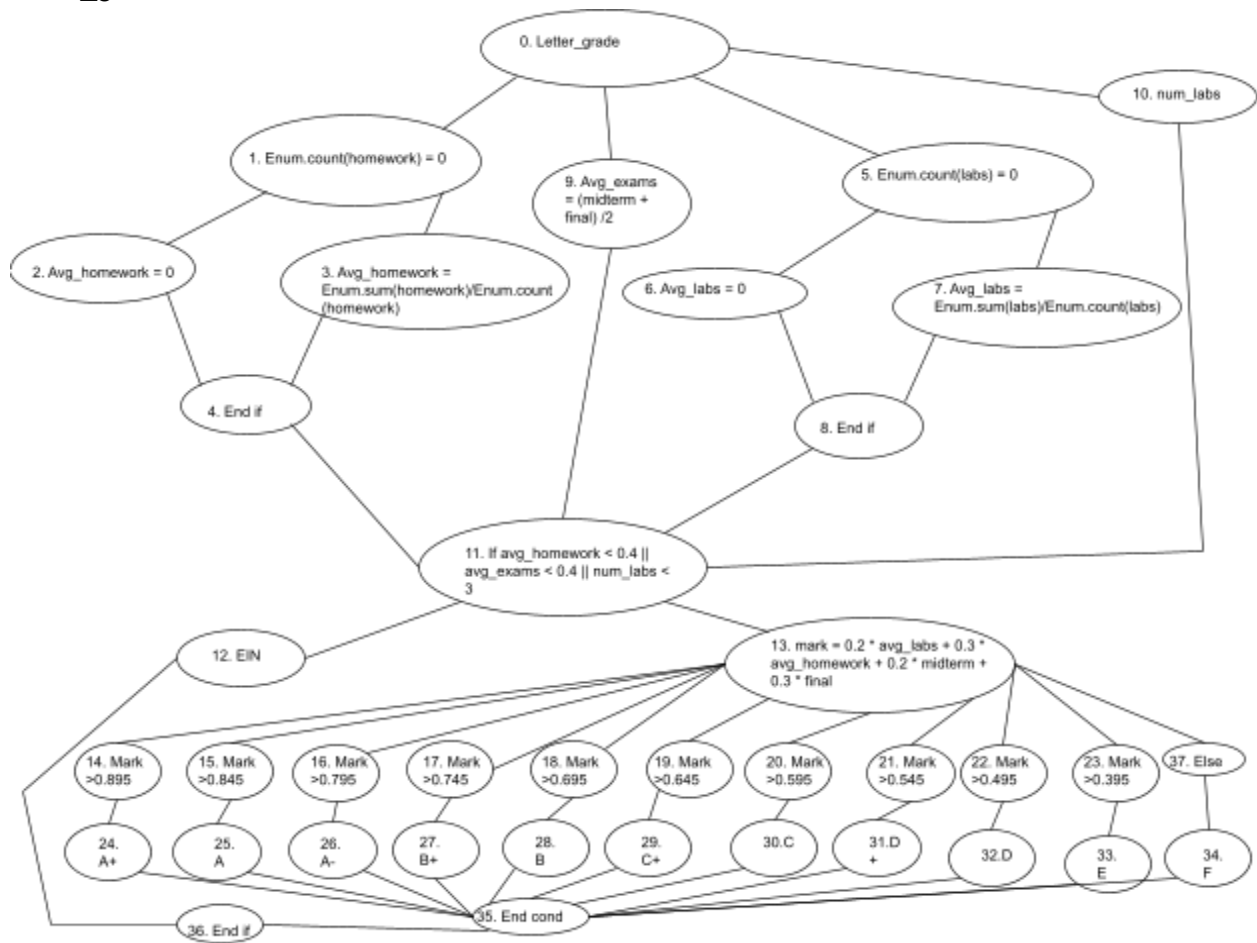 0. Letter_grade
10. num_labs
1. Enum.count(homework) = 0
9. Avg_exams
= (midterm +
final) /2
5. Enum.count(labs) = 0
2. Avg_homework = 0
3. Avg_homework =
Enum.sum(homework)/Enum.count
(homework)
6. Avg_labs = 0
7. Avg_labs =
Enum.sum(labs)/Enum.count(labs)
4. End if
8. End if
11. If avg_homework < 0.4 ||
avg_exams < 0.4 || num_labs <
3
12. EIN
13. mark = 0.2 * avg_labs + 0.3 *
avg_homework + 0.2 * midterm +
0.3 * final
14. Mark
>0.895
15. Mark
>0.845
16. Mark
>0.795
17. Mark
>0.745
18. Mark
>0.695
19. Mark
>0.645
20. Mark
>0.595
21. Mark
>0.545
22. Mark
>0.495
23. Mark
>0.395
37. Else
24.
A+
25.
A
26.
A-
27.
B+
28.
B
29.
C+
30.C
31.D
+
32.D
33.
E
34.
F
35. End cond
36. End if